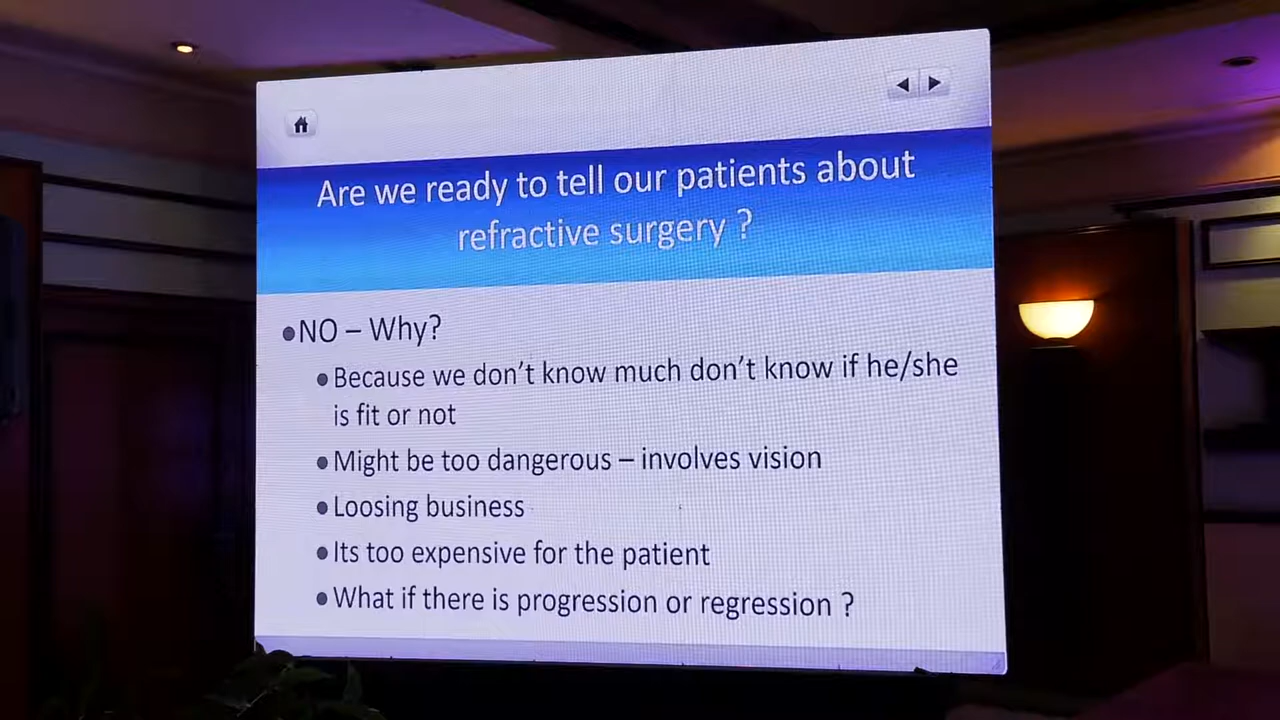 Are we ready to tell our patients about
refractive surgery ?
●NO – Why?
●Because we don't know much don't know if he/she
is fit or not
●Might be too dangerous – involves vision
●Loosing business
●Its too expensive for the patient
●What if there is progression or regression ?